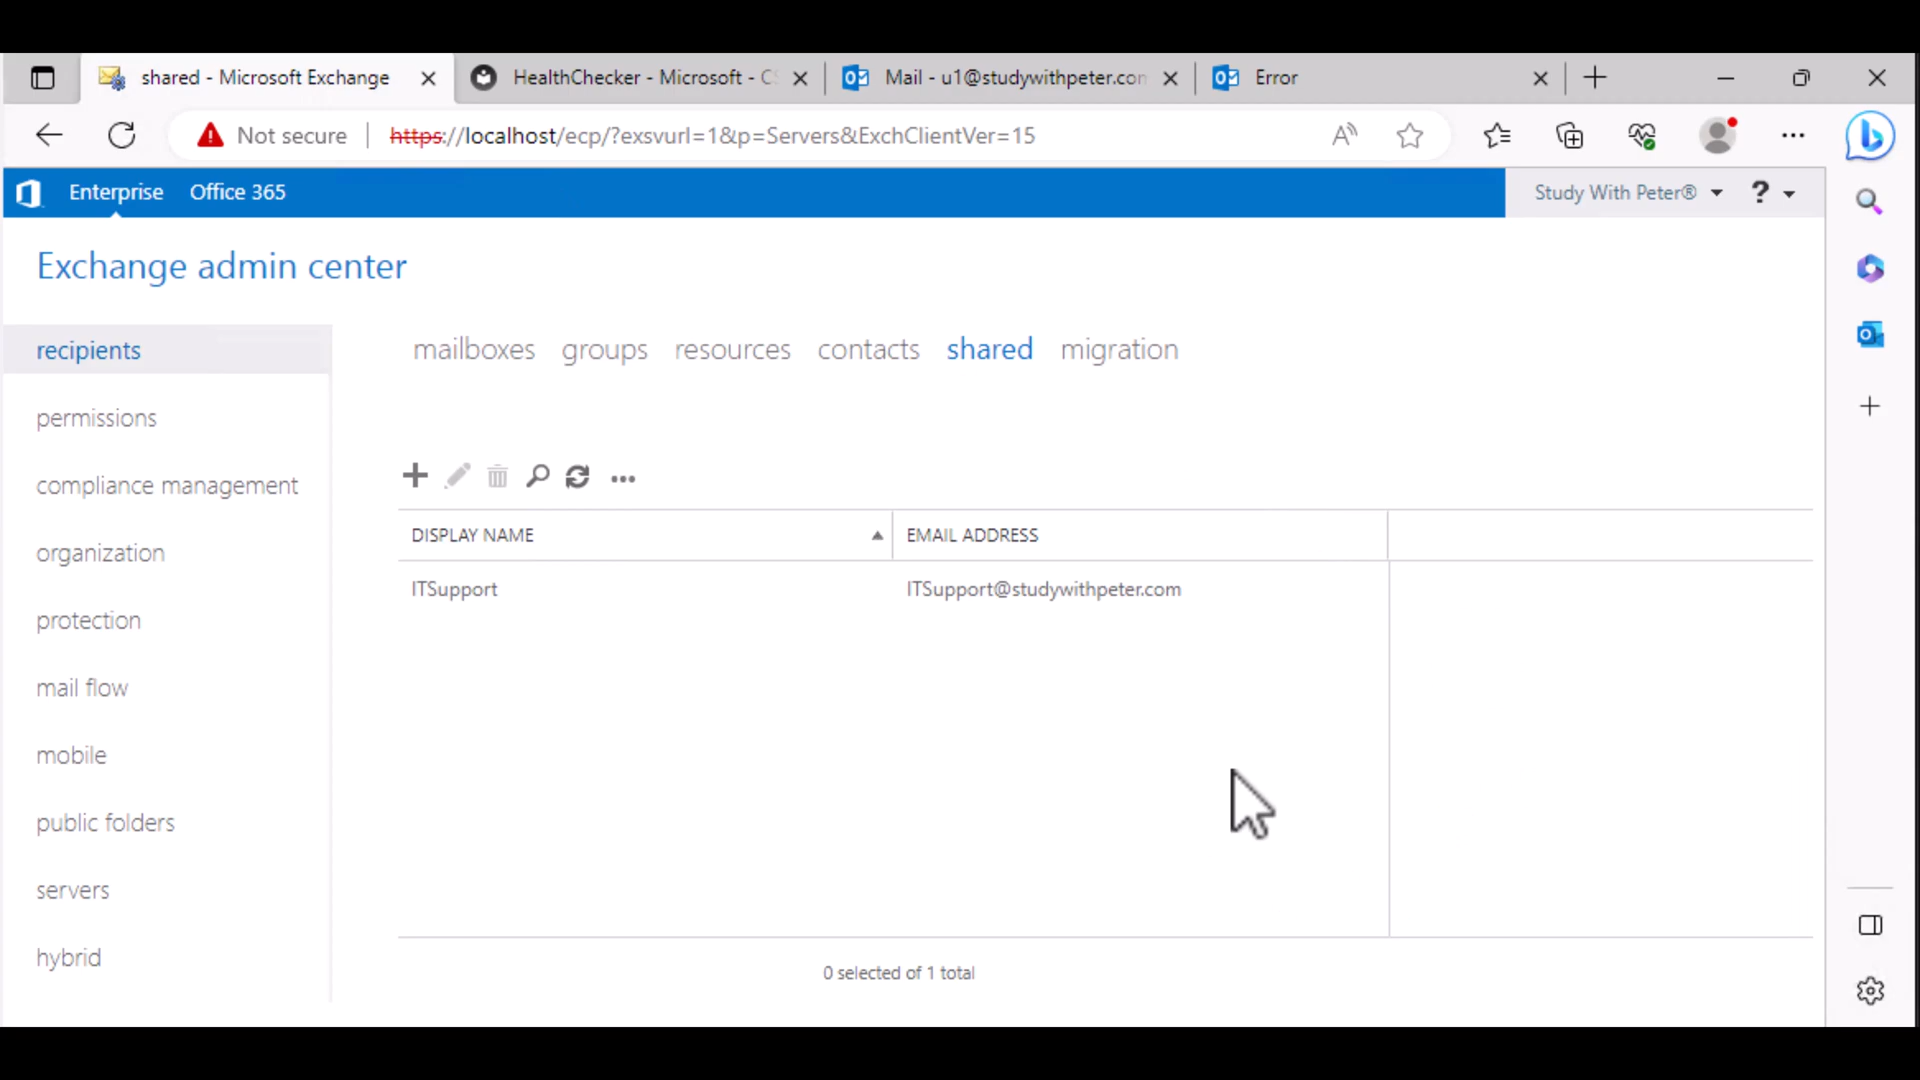 shared - Microsoft Exchange
HealthChecker - Microsoft - C
Mail - u1@studywithpeter.com
Error
Not secure
https://localhost/ecp/?exsvurl=1&p=Servers&ExchClientVer=15
Enterprise
Office 365
Study With Peter®
?
Exchange admin center
recipients
permissions
compliance management
organization
protection
mail flow
mobile
public folders
servers
hybrid
mailboxes
groups
resources
contacts
shared
migration
DISPLAY NAME
EMAIL ADDRESS
ITSupport
ITSupport@studywithpeter.com
0 selected of 1 total